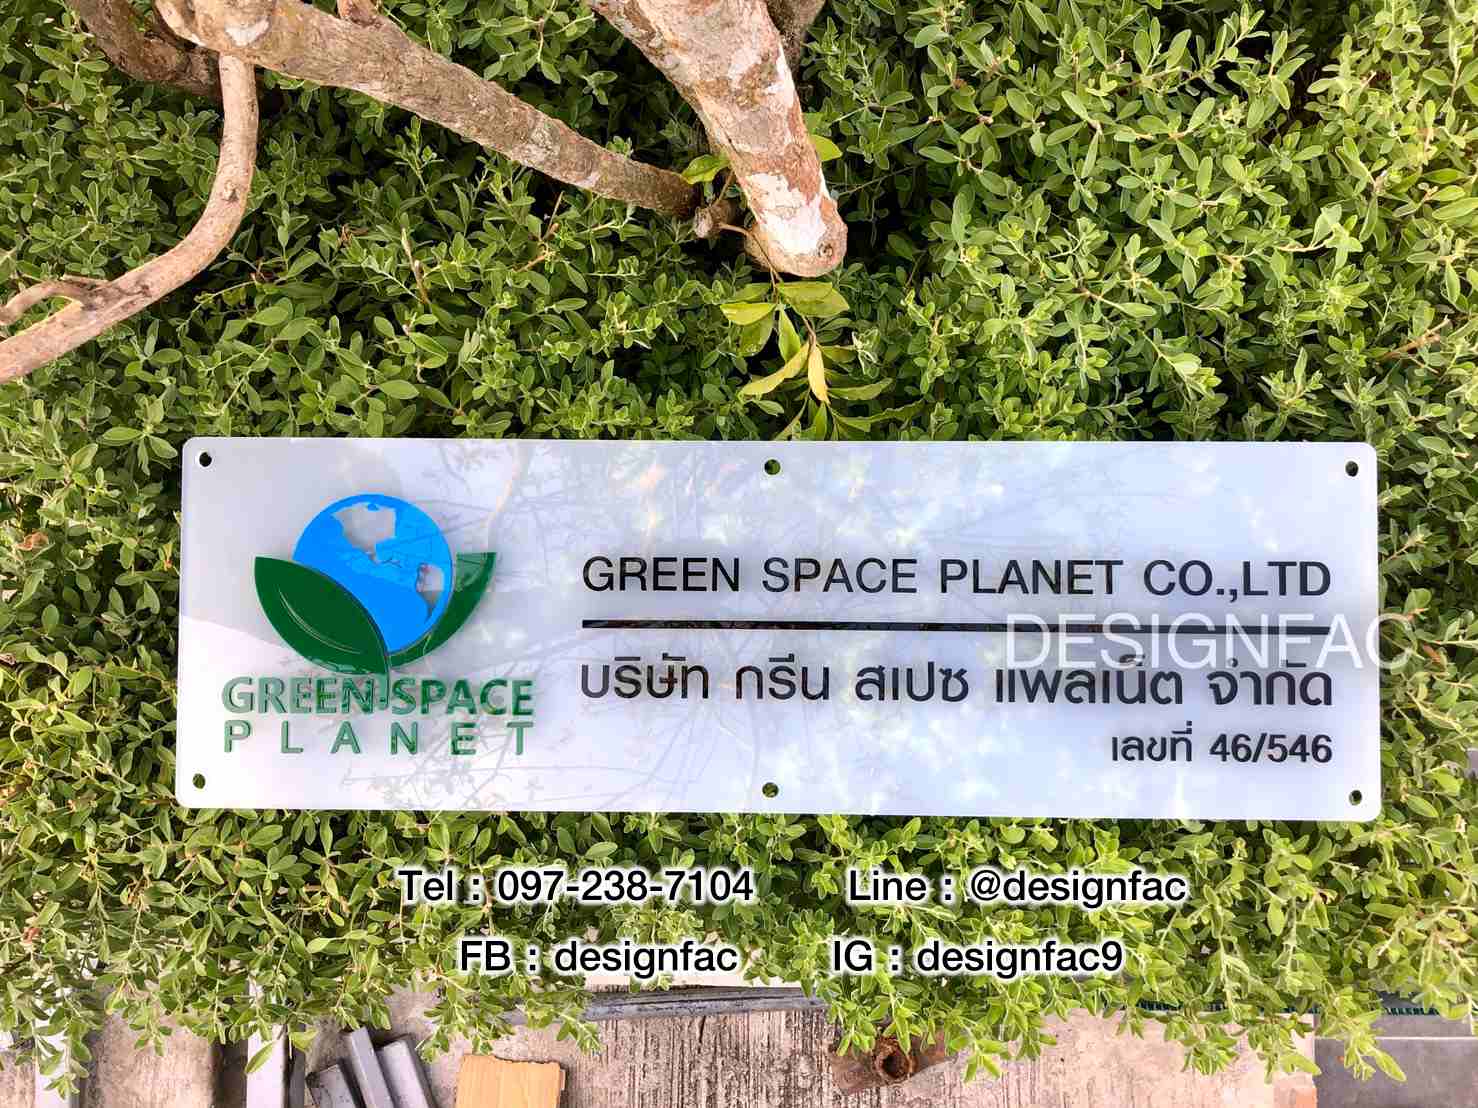 GREEN SPACE
PLANET
GREEN SPACE PLANET CO.,LTD
บริษัท กรีน สเปซ แพลเน็ต จำกัด
เลขที่ 46/546
DESIGNFAC
Tel : 097-238-7104 Line : @designfac
FB : designfac IG : designfac9